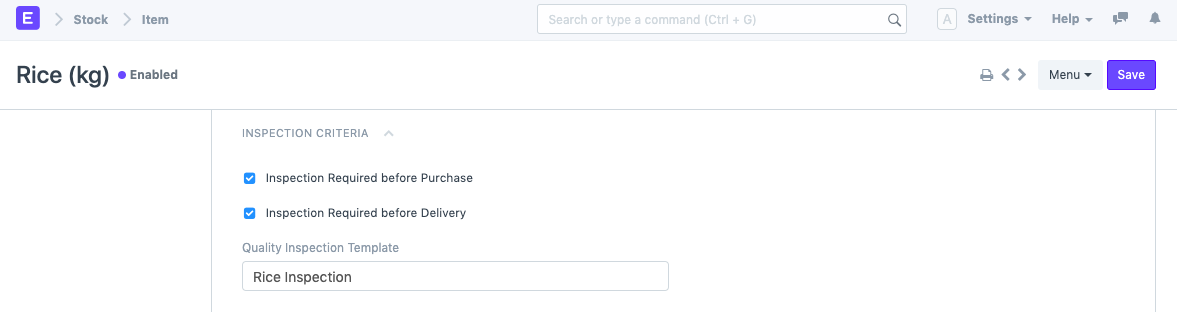 E Stock Item Search or type a command (Ctrl + G) A Settings Help
Rice (kg) Enabled Menu Save
INSPECTION CRITERIA
Inspection Required before Purchase
Inspection Required before Delivery
Quality Inspection Template
Rice Inspection